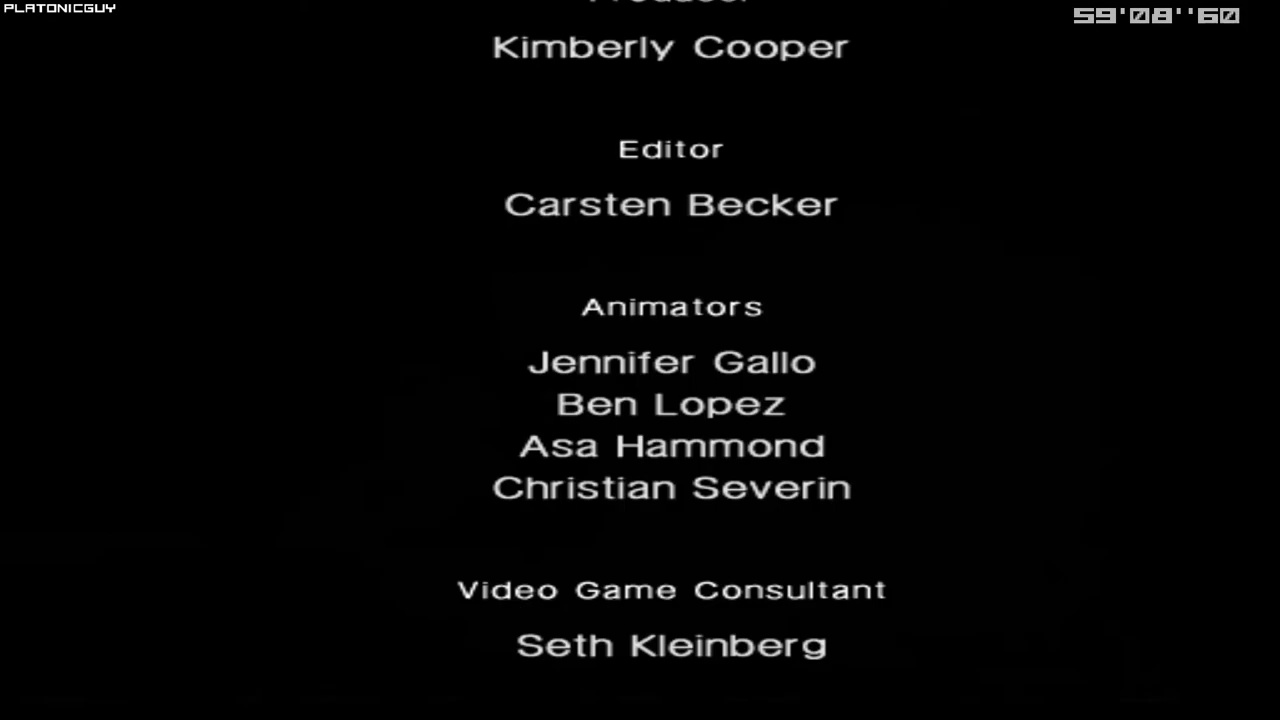 PLATONICGUY
59'08''60
Producer
Kimberly Cooper
Editor
Carsten Becker
Animators
Jennifer Gallo
Ben Lopez
Asa Hammond
Christian Severin
Video Game Consultant
Seth Kleinberg